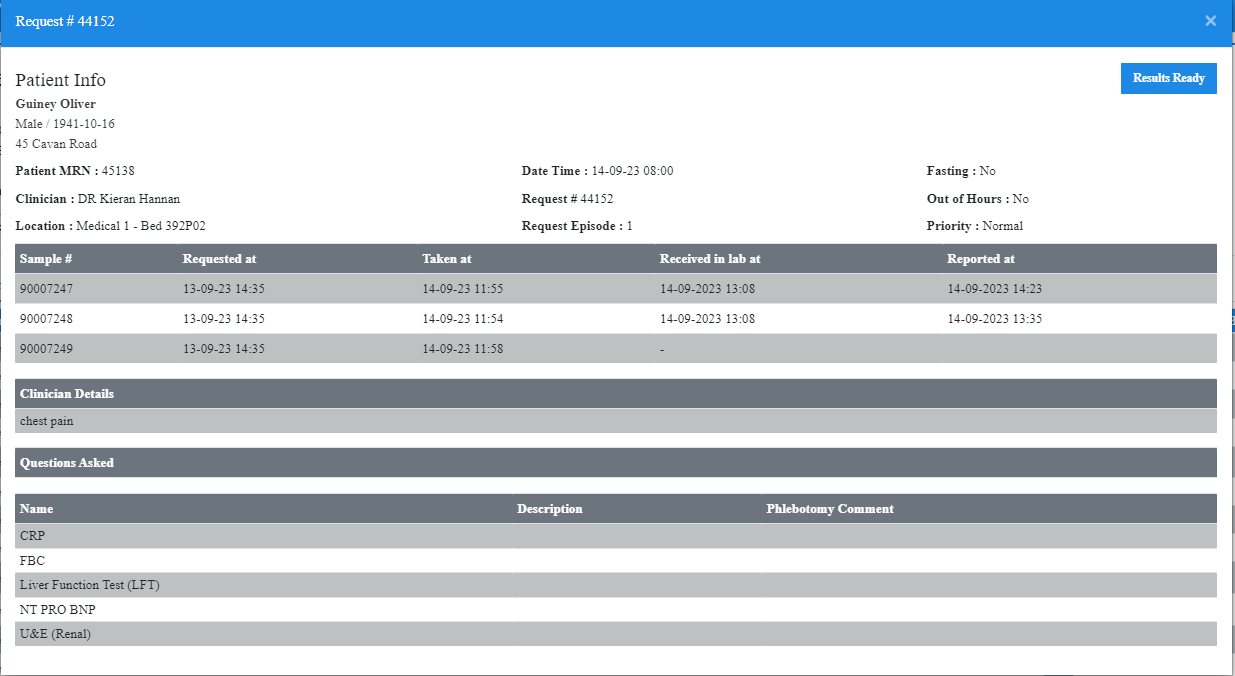 Request # 44152 ×
Patient Info
Results Ready
Guiney Oliver
Male / 1941-10-16
45 Cavan Road
Patient MRN : 45138 Date Time : 14-09-23 08:00 Fasting : No
Clinician : DR Kieran Hannan Request # 44152 Out of Hours : No
Location : Medical 1 - Bed 392P02 Request Episode : 1 Priority : Normal
Sample # Requested at Taken at Received in lab at Reported at
90007247 13-09-23 14:35 14-09-23 11:55 14-09-2023 13:08 14-09-2023 14:23
90007248 13-09-23 14:35 14-09-23 11:54 14-09-2023 13:08 14-09-2023 13:35
90007249 13-09-23 14:35 14-09-23 11:58 -
Clinician Details
chest pain
Questions Asked
Name Description Phlebotomy Comment
CRP
FBC
Liver Function Test (LFT)
NT PRO BNP
U&E (Renal)